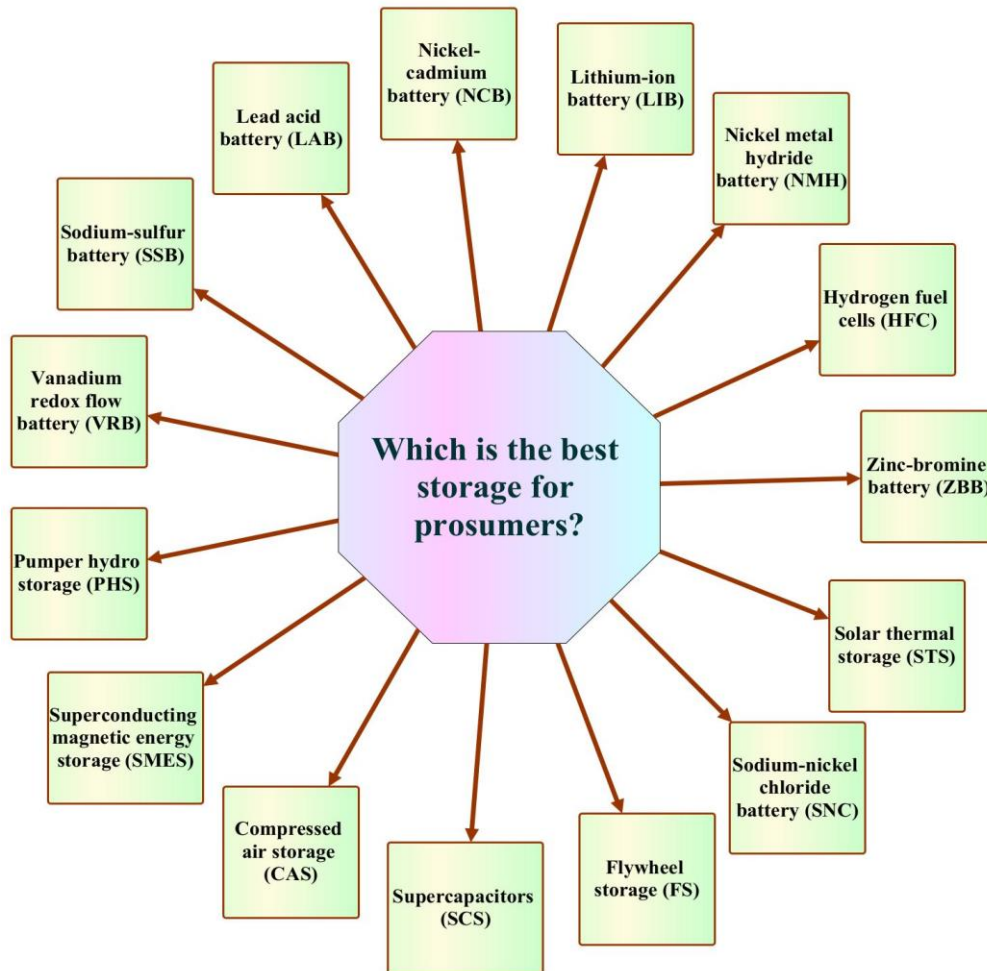 Nickel-
cadmium
battery (NCB)
Lithium-ion
battery (LIB)
Lead acid
battery (LAB)
Nickel metal
hydride
battery (NMH)
Sodium-sulfur
battery (SSB)
Hydrogen fuel
cells (HFC)
Vanadium
redox flow
battery (VRB)
Which is the best
storage for
prosumers?
Zinc-bromine
battery (ZBB)
Pumper hydro
storage (PHS)
Solar thermal
storage (STS)
Superconducting
magnetic energy
storage (SMES)
Sodium-nickel
chloride
battery (SNC)
Compressed
air storage
(CAS)
Supercapacitors
(SCS)
Flywheel
storage (FS)